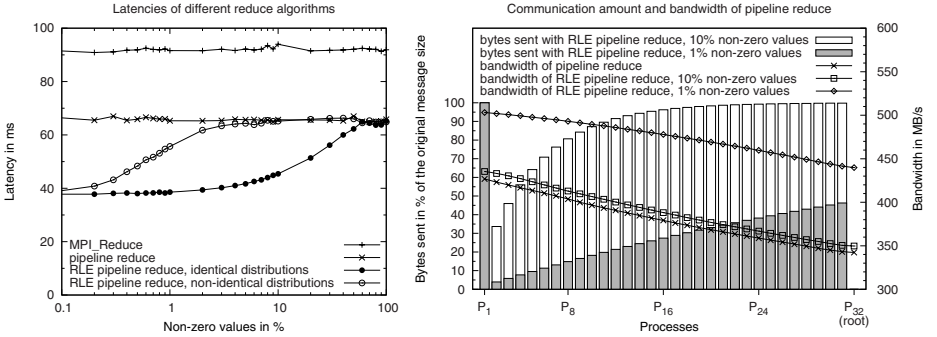 Latencies of different reduce algorithms
100
80
60
40
20
0
Latency in ms
MPI_Reduce
pipeline reduce
RLE pipeline reduce, identical distributions
RLE pipeline reduce, non-identical distributions
0.1
1
10
100
Non-zero values in %
Communication amount and bandwidth of pipeline reduce
bytes sent with RLE pipeline reduce, 10% non-zero values
bytes sent with RLE pipeline reduce, 1% non-zero values
bandwidth of pipeline reduce
bandwidth of RLE pipeline reduce, 10% non-zero values
bandwidth of RLE pipeline reduce, 1% non-zero values
Bytes sent in % of the original message size
100
90
80
70
60
50
40
30
20
10
0
600
550
500
450
400
350
300
Bandwidth in MB/s
P1
P8
P16
P24
P32
(root)
Processes